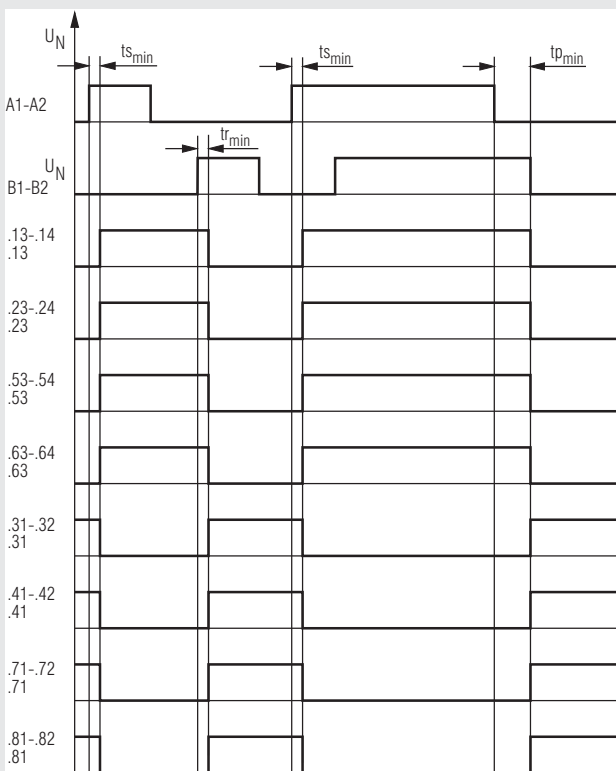 U_N
ts_min ts_min tp_min
A1-A2
tr_min
U_N
B1-B2
.13-.14
.13
.23-.24
.23
.53-.54
.53
.63-.64
.63
.31-.32
.31
.41-.42
.41
.71-.72
.71
.81-.82
.81